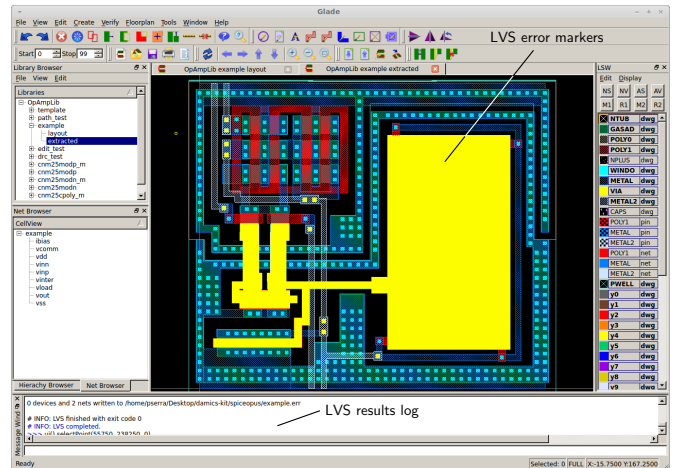 Glade
File View Edit Create Verify Floorplan Tools Window Help
Start 0 Stop 99
Library Browser
File View Edit
Libraries
OpAmpLib
template
path_test
example
layout
extracted
edit_test
drc_test
cnm25modp_m
cnm25modp
cnm25modn_m
cnm25modn
cnm25cpoly_m
Net Browser
CellView
example
ibias
vcomm
vdd
vinn
vinp
vinter
vload
vout
vss
Hierachy Browser Net Browser
OpAmpLib example layout
OpAmpLib example extracted
LVS error markers
LSW
Edit Display
NS NV AS AV
M1 R1 M2 R2
NTUB dwg
GASAD dwg
POLY0 dwg
POLY1 dwg
NPLUS dwg
WINDO dwg
METAL dwg
VIA dwg
METAL2 dwg
CAPS dwg
POLY1 pin
METAL pin
METAL2 pin
POLY1 net
METAL net
METAL2 net
PWELL dwg
y0 dwg
y1 dwg
y2 dwg
y3 dwg
y4 dwg
y5 dwg
y6 dwg
y7 dwg
y8 dwg
v9 dwg
Message Wind
0 devices and 2 nets written to /home/pserra/Desktop/damics-kit/spiceopus/example.err
# INFO: LVS finished with exit code 0
# INFO: LVS completed.
>>> ui().selectPoint(55750, 238250, 0)
LVS results log
Ready
Selected: 0 FULL X:-15.7500 Y:167.2500